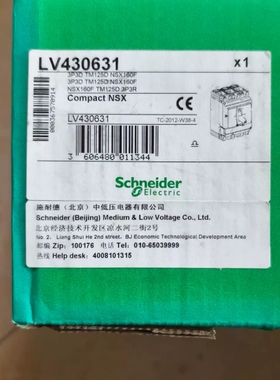 LV430631
x1
3P3D TM125D NSX160F
3P3D TM125D NSX160F
NSX160F TM125D 3P3R
Compact NSX
LV430631
CE
TC-2012-W38-4
3 606480 011344
Schneider
Electric
施耐德（北京）中低压电器有限公司
Schneider (Beijing) Medium & Low Voltage Co., Ltd.
北京经济技术开发区凉水河二街2号
No. 2, Liang Shui He 2nd street, BJ Economic Technological Development Area
邮编 Zip: 100176 电话 Tel: 010-65039999
热线 Help desk: 4008101315